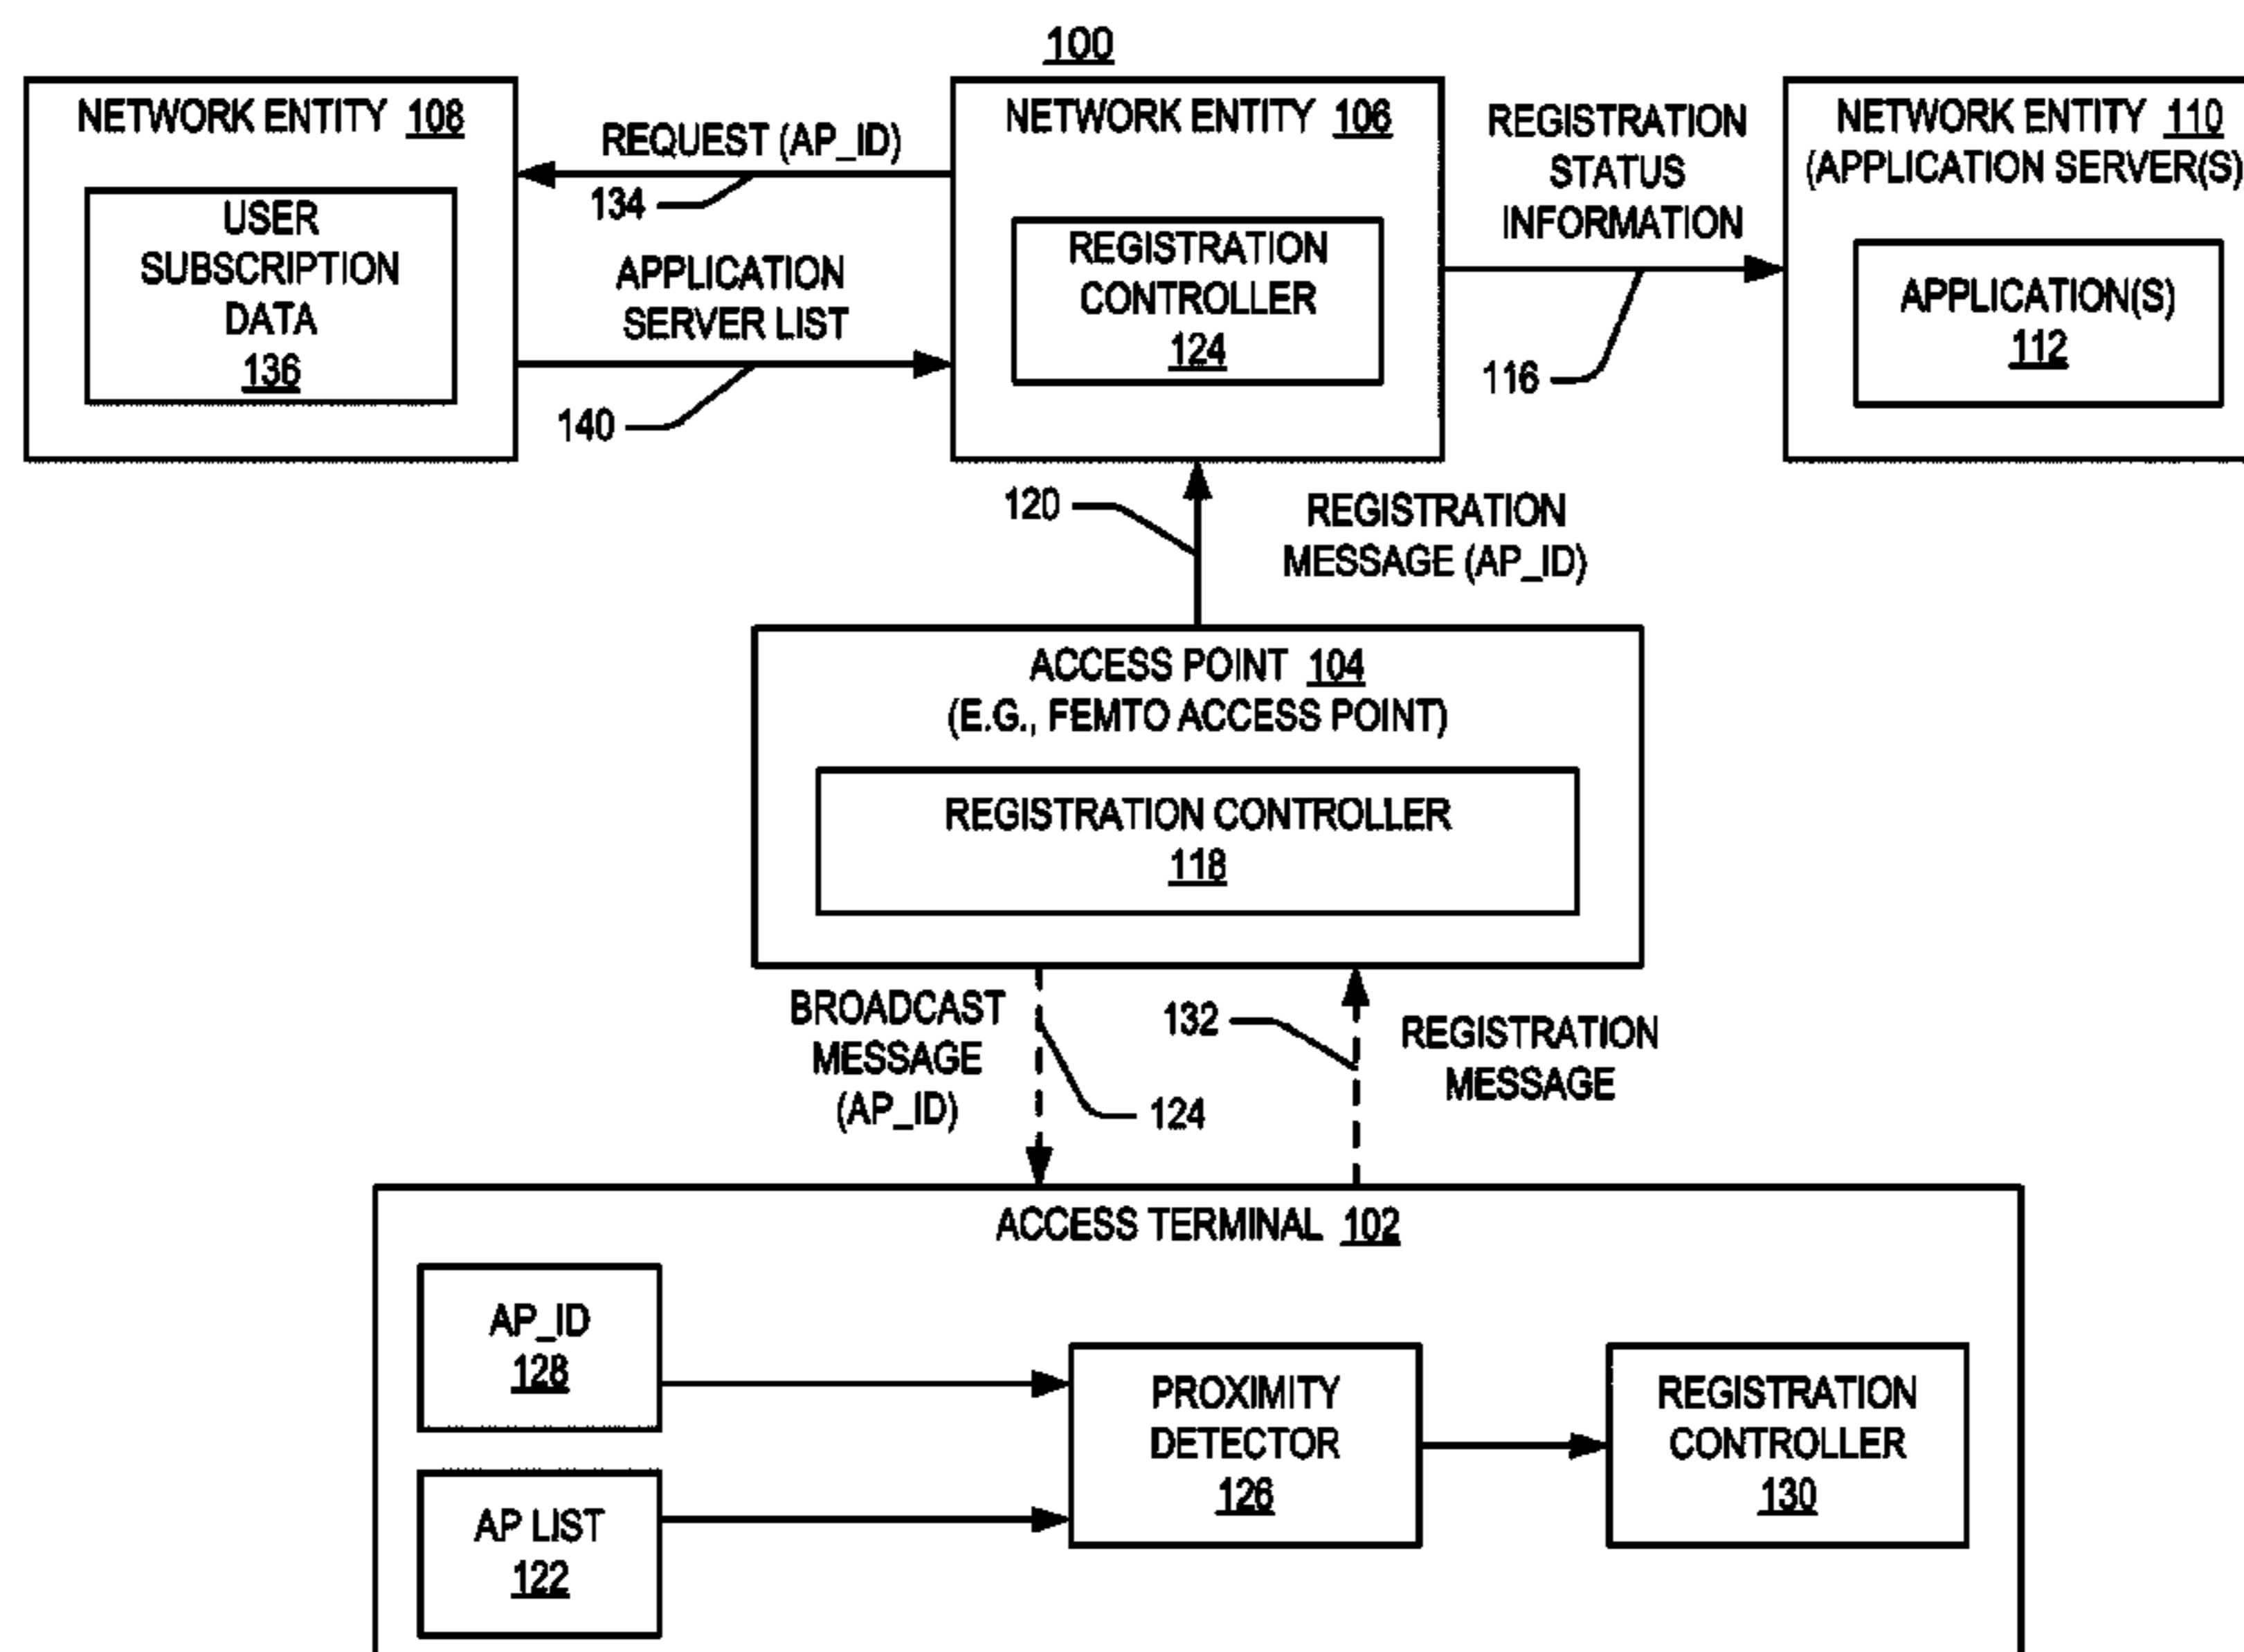 100
NETWORK ENTITY 108
USER
SUBSCRIPTION
DATA
136
REQUEST (AP_ID)
134
APPLICATION
SERVER LIST
140
NETWORK ENTITY 106
REGISTRATION
CONTROLLER
124
REGISTRATION
STATUS
INFORMATION
116
NETWORK ENTITY 110
(APPLICATION SERVER(S)
APPLICATION(S)
112
120
REGISTRATION
MESSAGE (AP_ID)
ACCESS POINT 104
(E.G., FEMTO ACCESS POINT)
REGISTRATION CONTROLLER
118
BROADCAST
MESSAGE
(AP_ID)
124
132
REGISTRATION
MESSAGE
ACCESS TERMINAL 102
AP_ID
128
AP LIST
122
PROXIMITY
DETECTOR
126
REGISTRATION
CONTROLLER
130